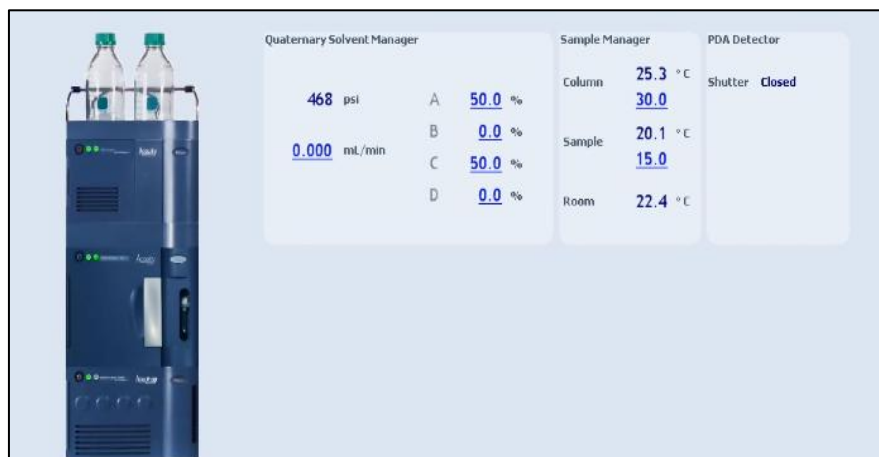 Quaternary Solvent Manager
468 psi
0.000 mL/min
A 50.0 %
B 0.0 %
C 50.0 %
D 0.0 %
Sample Manager
Column 25.3 °C
30.0
Sample 20.1 °C
15.0
Room 22.4 °C
PDA Detector
Shutter Closed